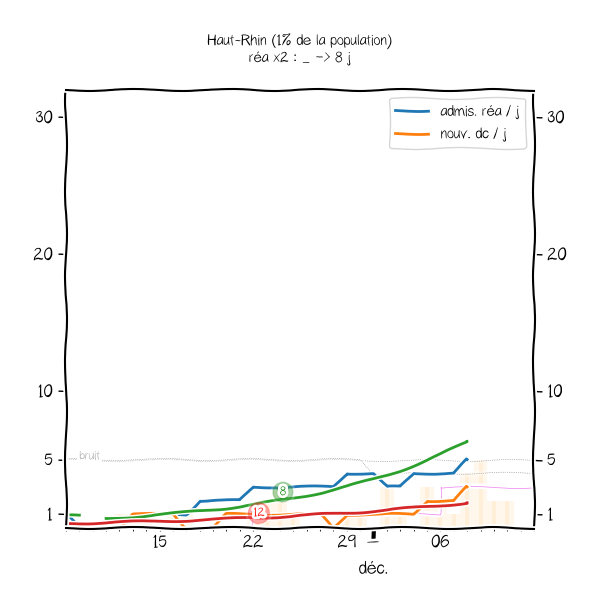 Haut-Rhin (1% de la population)
réa x2 : _ -> 8 j
admis. réa / j
nouv. dc / j
30
30
20
20
10
10
5
bruit
5
8
12
1
1
15
22
29
1
06
déc.